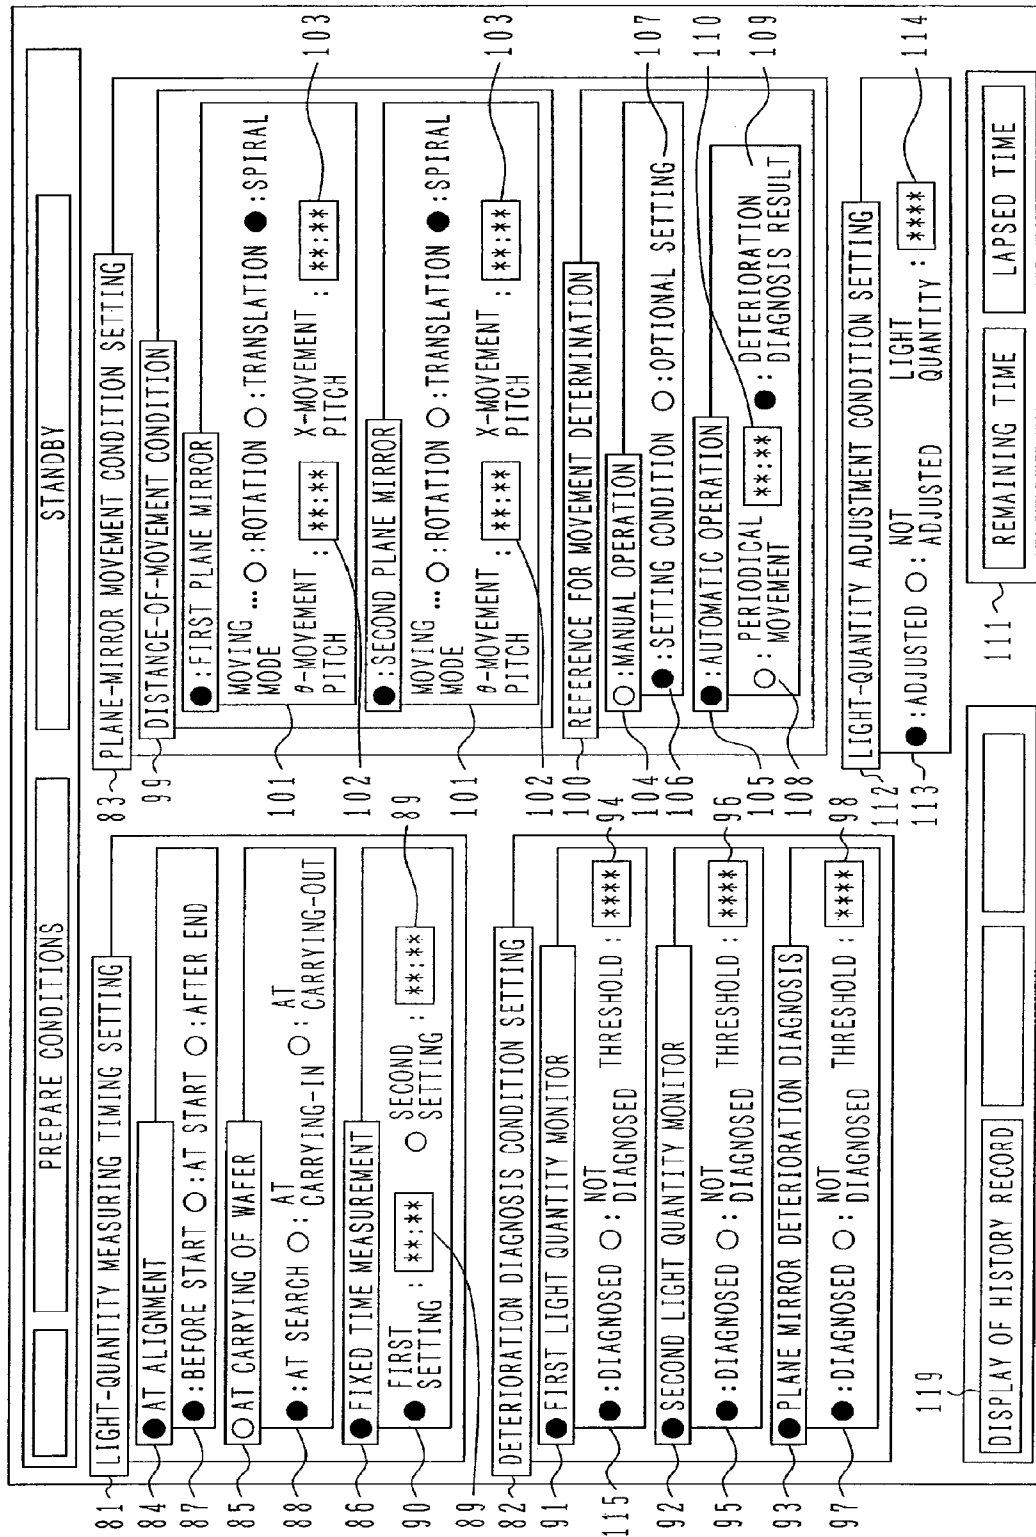 PREPARE CONDITIONS
STANDBY
81
LIGHT-QUANTITY MEASURING TIMING SETTING
84
●AT ALIGNMENT
87
●:BEFORE START ○:AT START ○:AFTER END
85
○AT CARRYING OF WAFER
88
●:AT SEARCH ○: AT CARRYING-IN ○: AT CARRYING-OUT
86
●FIXED TIME MEASUREMENT
90
● FIRST SETTING : **:** ○ SECOND SETTING : **:**
89
89
82
DETERIORATION DIAGNOSIS CONDITION SETTING
91
●FIRST LIGHT QUANTITY MONITOR
115
●:DIAGNOSED ○: NOT DIAGNOSED THRESHOLD : ****
94
92
●SECOND LIGHT QUANTITY MONITOR
95
●:DIAGNOSED ○: NOT DIAGNOSED THRESHOLD : ****
96
93
●PLANE MIRROR DETERIORATION DIAGNOSIS
97
●:DIAGNOSED ○: NOT DIAGNOSED THRESHOLD : ****
98
83
PLANE-MIRROR MOVEMENT CONDITION SETTING
99
DISTANCE-OF-MOVEMENT CONDITION
●:FIRST PLANE MIRROR
101
MOVING MODE … ○:ROTATION ○:TRANSLATION ●:SPIRAL
θ-MOVEMENT PITCH : **:** X-MOVEMENT PITCH : **:**
102
103
●:SECOND PLANE MIRROR
101
MOVING MODE … ○:ROTATION ○:TRANSLATION ●:SPIRAL
θ-MOVEMENT PITCH : **:** X-MOVEMENT PITCH : **:**
102
103
100
REFERENCE FOR MOVEMENT DETERMINATION
104
○:MANUAL OPERATION
106
●:SETTING CONDITION ○:OPTIONAL SETTING
107
105
●:AUTOMATIC OPERATION
110
108
○: PERIODICAL MOVEMENT **:** ●: DETERIORATION DIAGNOSIS RESULT
109
112
LIGHT-QUANTITY ADJUSTMENT CONDITION SETTING
113
●:ADJUSTED ○: NOT ADJUSTED LIGHT QUANTITY : ****
114
119
DISPLAY OF HISTORY RECORD
111
REMAINING TIME
LAPSED TIME